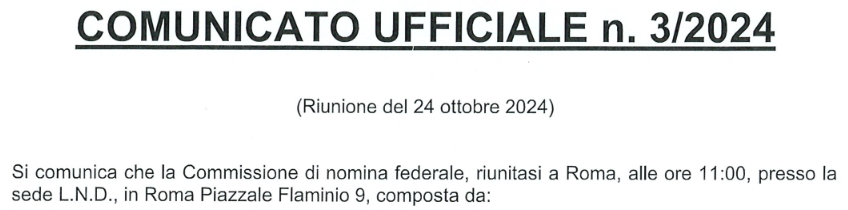 COMUNICATO UFFICIALE n. 3/2024
(Riunione del 24 ottobre 2024)
Si comunica che la Commissione di nomina federale, riunitasi a Roma, alle ore 11:00, presso la
sede L.N.D., in Roma Piazzale Flaminio 9, composta da: